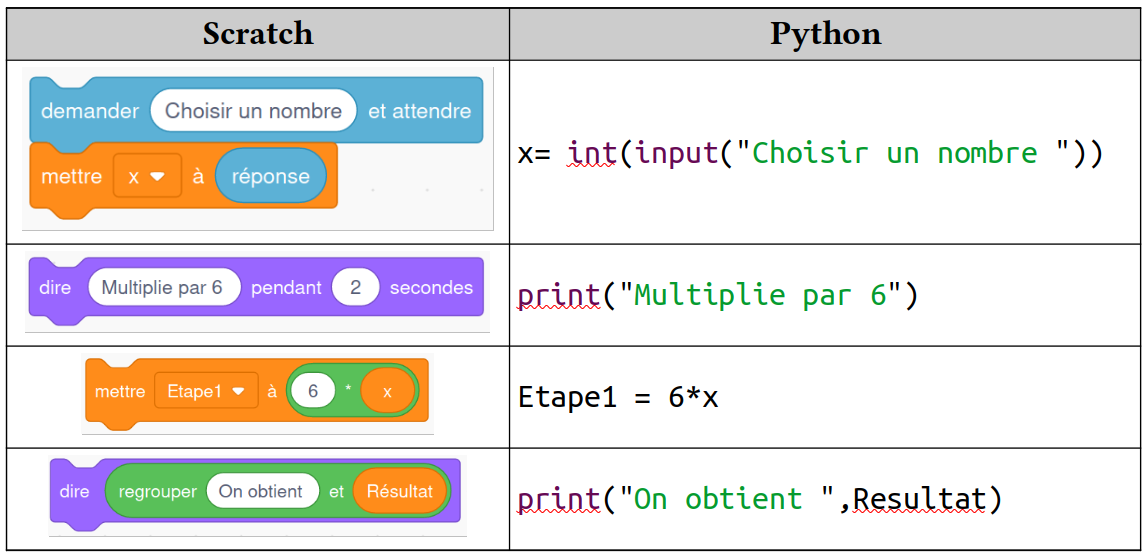 Scratch Python
demander Choisir un nombre et attendre
mettre x à réponse
x= int(input("Choisir un nombre "))
dire Multiplie par 6 pendant 2 secondes
print("Multiplie par 6")
mettre Etape1 à 6 * x
Etape1 = 6*x
dire regrouper On obtient et Résultat
print("On obtient ",Resultat)